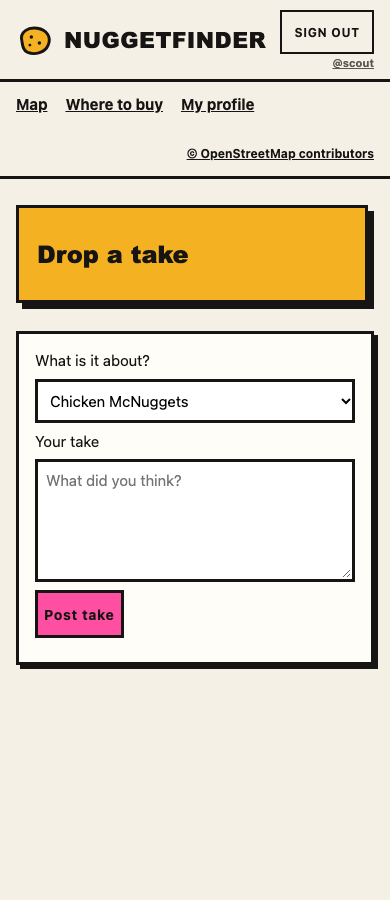 NUGGETFINDER
SIGN OUT
@scout
Map Where to buy My profile
© OpenStreetMap contributors
Drop a take
What is it about?
Chicken McNuggets
Your take
What did you think?
Post take